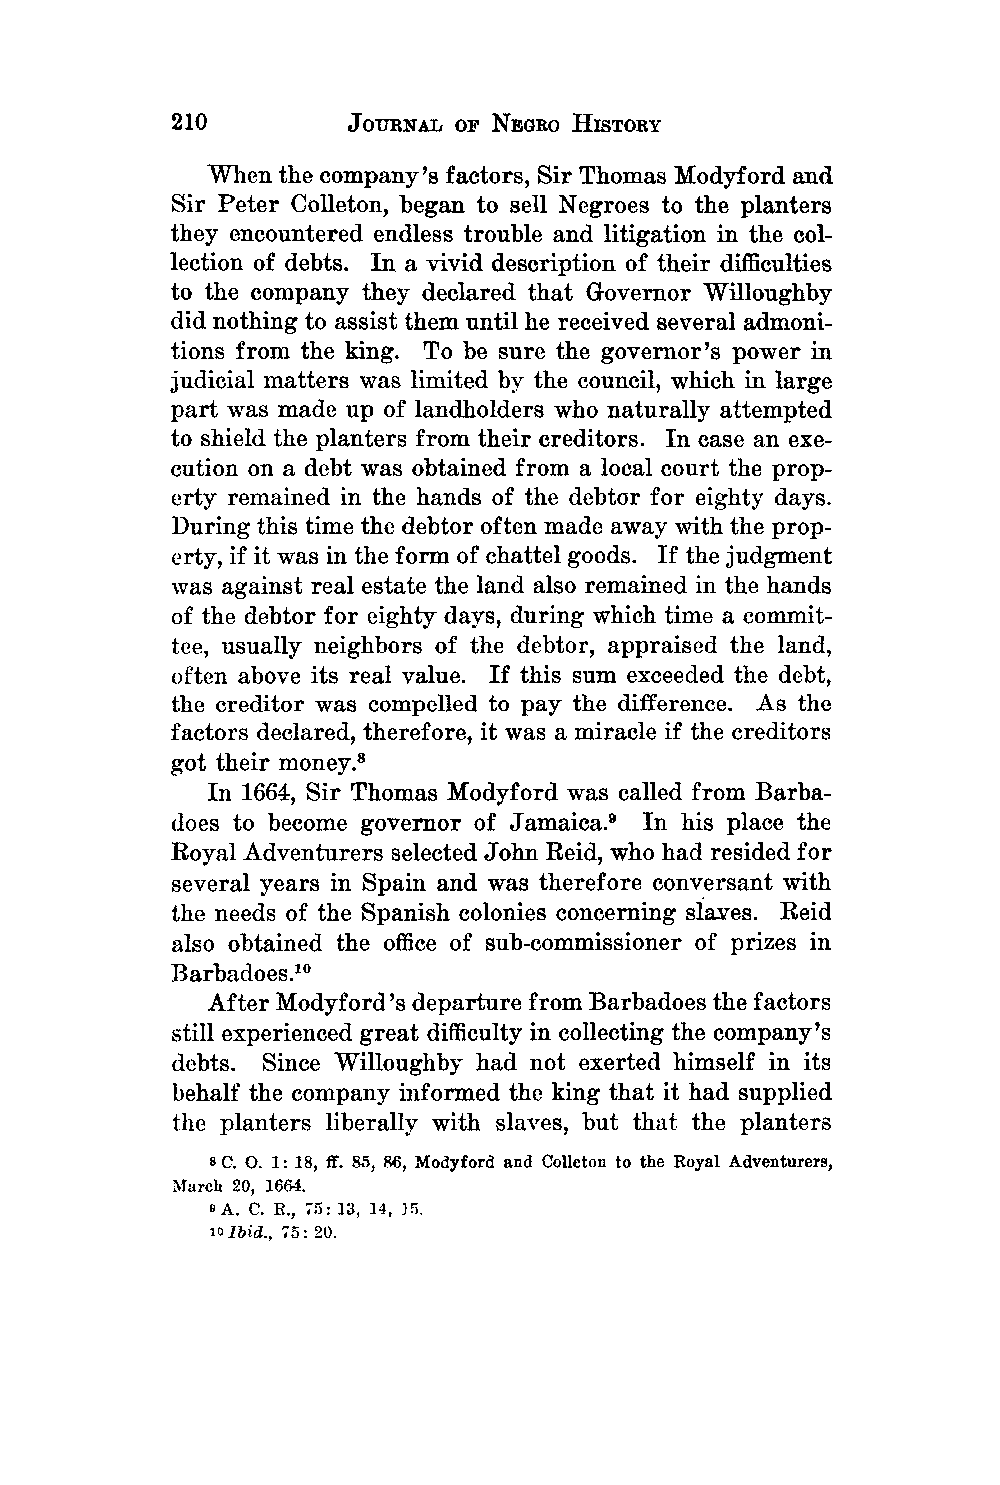 210 JOURNAL OF NEGRO HISTORY
When the company's factors, Sir Thomas Modyford and
Sir Peter Colleton, began to sell Negroes to the planters
they encountered endless trouble and litigation in the col-
lection of debts. In a vivid description of their difficulties
to the company they declared that Governor Willoughby
did nothing to assist them until he received several admoni-
tions from the king. To be sure the governor's power in
judicial matters was limited by the council, which in large
part was made up of landholders who naturally attempted
to shield the planters from their creditors. In case an exe-
cution on a debt was obtained from a local court the prop-
erty remained in the hands of the debtor for eighty days.
During this time the debtor often made away with the prop-
erty, if it was in the form of chattel goods. If the judgment
was against real estate the land also remained in the hands
of the debtor for eighty days, during which time a commit-
tee, usually neighbors of the debtor, appraised the land,
often above its real value. If this sum exceeded the debt,
the creditor was compelled to pay the difference. As the
factors declared, therefore, it was a miracle if the creditors
got their money.⁸
In 1664, Sir Thomas Modyford was called from Barba-
does to become governor of Jamaica.⁹ In his place the
Royal Adventurers selected John Reid, who had resided for
several years in Spain and was therefore conversant with
the needs of the Spanish colonies concerning slaves. Reid
also obtained the office of sub-commissioner of prizes in
Barbadoes.¹⁰
After Modyford's departure from Barbadoes the factors
still experienced great difficulty in collecting the company's
debts. Since Willoughby had not exerted himself in its
behalf the company informed the king that it had supplied
the planters liberally with slaves, but that the planters
⁸ C. O. 1: 18, ff. 85, 86, Modyford and Colleton to the Royal Adventurers,
March 20, 1664.
⁹ A. C. R., 75: 13, 14, 15.
¹⁰ Ibid., 75: 20.